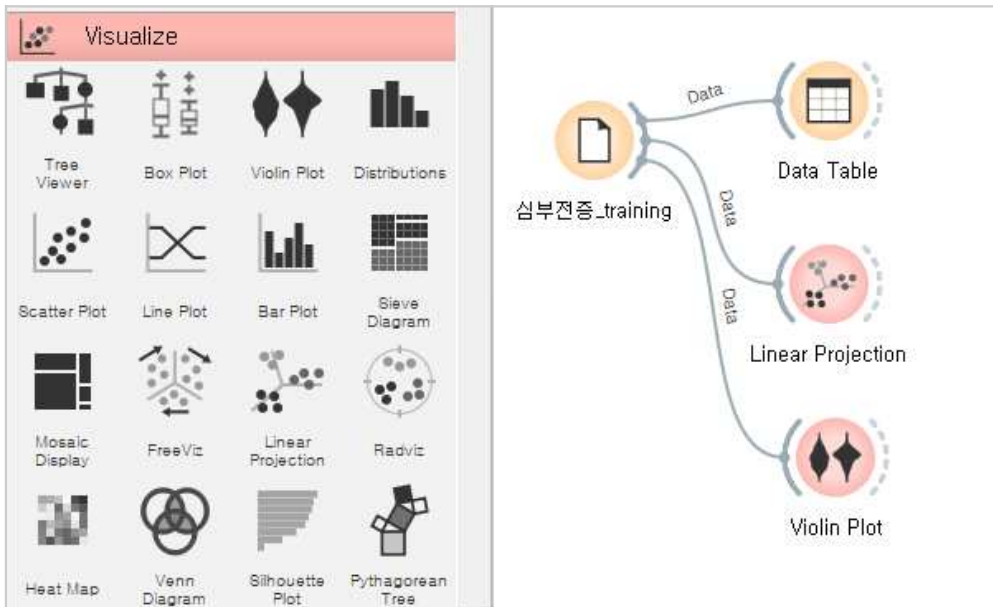 Visualize
Tree
Viewer
Box Plot
Violin Plot
Distributions
Scatter Plot
Line Plot
Bar Plot
Sieve
Diagram
Mosaic
Display
FreeViz
Linear
Projection
Radviz
Heat Map
Venn
Diagram
Silhouette
Plot
Pythagorean
Tree
심부전증_training
Data
Data Table
Data
Linear Projection
Data
Violin Plot